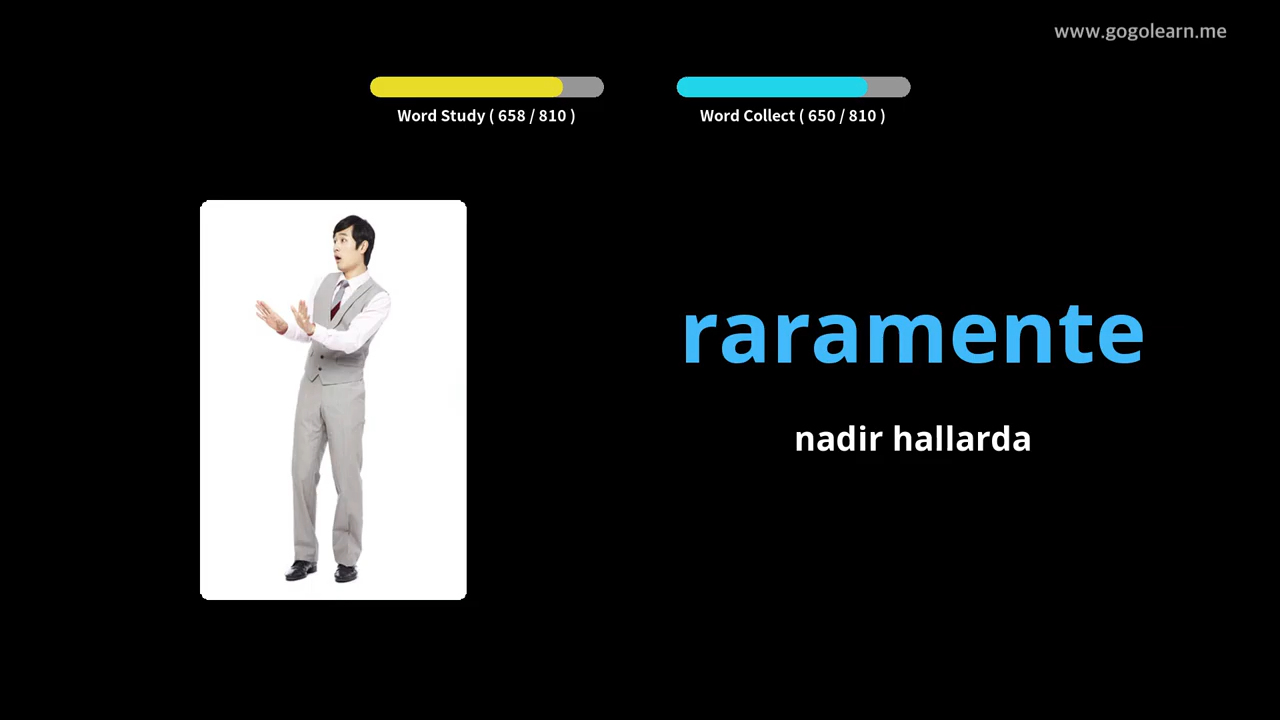 www.gogolearn.me
Word Study ( 658 / 810 )
Word Collect ( 650 / 810 )
raramente
nadir hallarda